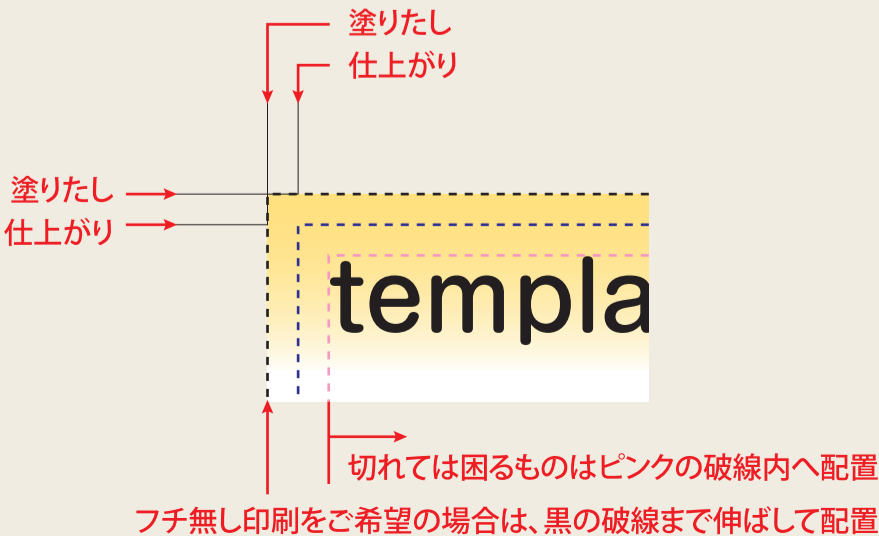 塗りたし
仕上がり
塗りたし
仕上がり
templa
切れては困るものはピンクの破線内へ配置
フチ無し印刷をご希望の場合は、黒の破線まで伸ばして配置